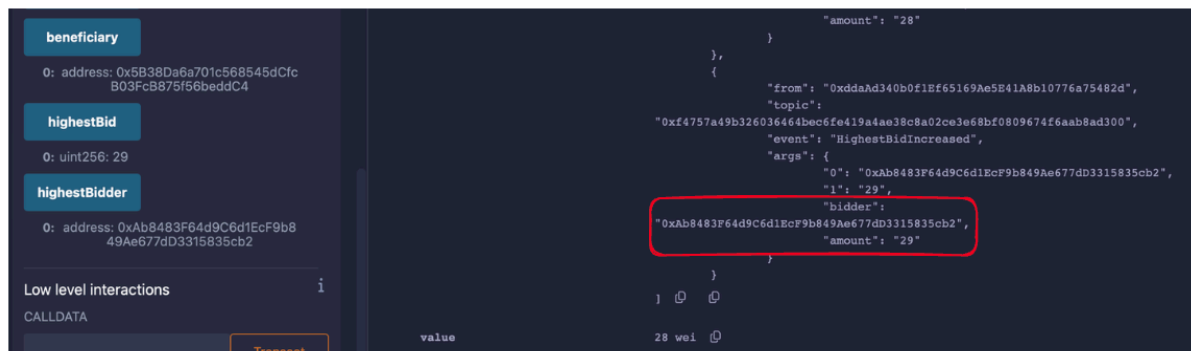 beneficiary
0: address: 0x5B38Da6a701c568545dCfc
B03FcB875f56beddC4
highestBid
0: uint256: 29
highestBidder
0: address: 0xAb8483F64d9C6d1EcF9b8
49Ae677dD3315835cb2
Low level interactions
i
CALLDATA
Transact
"amount": "28"
}
},
{
"from": "0xddaAd340b0f1Ef65169Ae5E41A8b10776a75482d",
"topic":
"0xf4757a49b326036464bec6fe419a4ae38c8a02ce3e68bf0809674f6aab8ad300",
"event": "HighestBidIncreased",
"args": {
"0": "0xAb8483F64d9C6d1EcF9b849Ae677dD3315835cb2",
"1": "29",
"bidder":
"0xAb8483F64d9C6d1EcF9b849Ae677dD3315835cb2",
"amount": "29"
}
}
]
value
28 wei